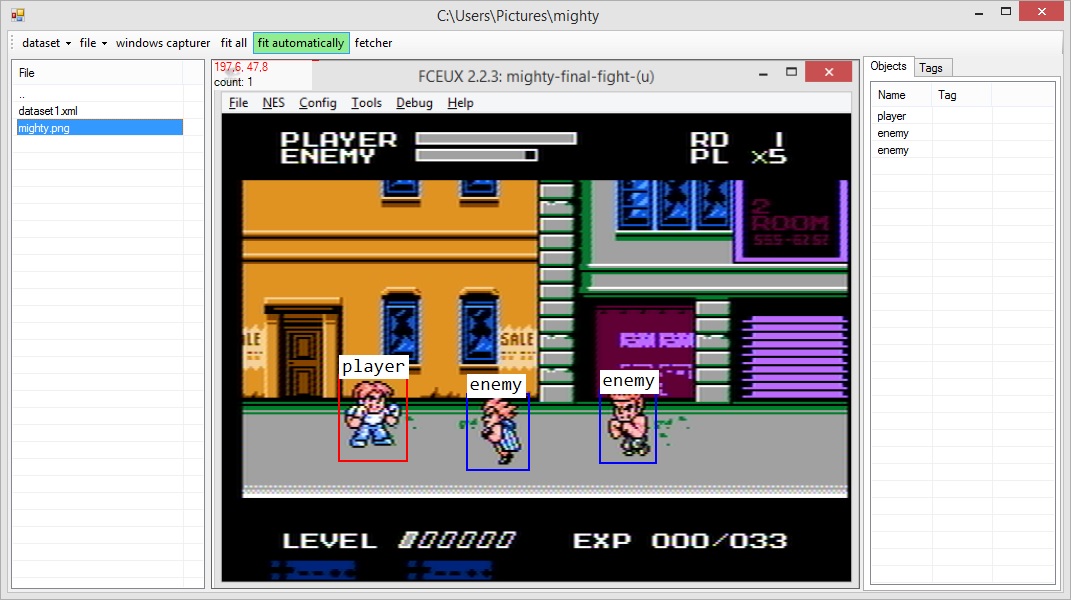 C:\Users\Pictures\mighty
dataset file windows capturer fit all fit automatically fetcher
File
..
dataset1.xml
mighty.png
197,6, 47,8
count: 1
FCEUX 2.2.3: mighty-final-fight-(u)
File NES Config Tools Debug Help
PLAYER RD 1
ENEMY PL x5
2
ROOM
SALE
player
enemy
enemy
LEVEL 000000
EXP 000/033
Objects Tags
Name Tag
player
enemy
enemy